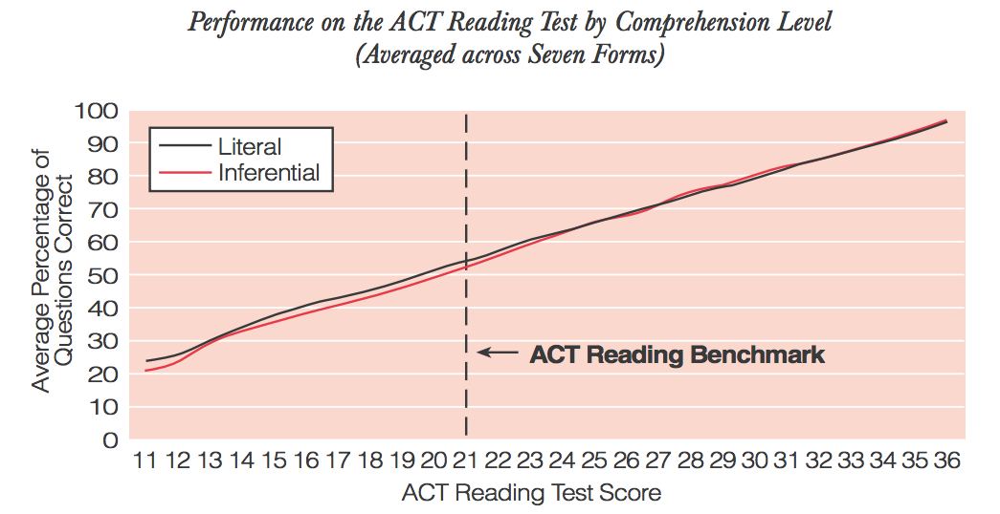 Performance on the ACT Reading Test by Comprehension Level
(Averaged across Seven Forms)
Average Percentage of
Questions Correct
100
90
80
70
60
50
40
30
20
10
0
Literal
Inferential
ACT Reading Benchmark
11 12 13 14 15 16 17 18 19 20 21 22 23 24 25 26 27 28 29 30 31 32 33 34 35 36
ACT Reading Test Score